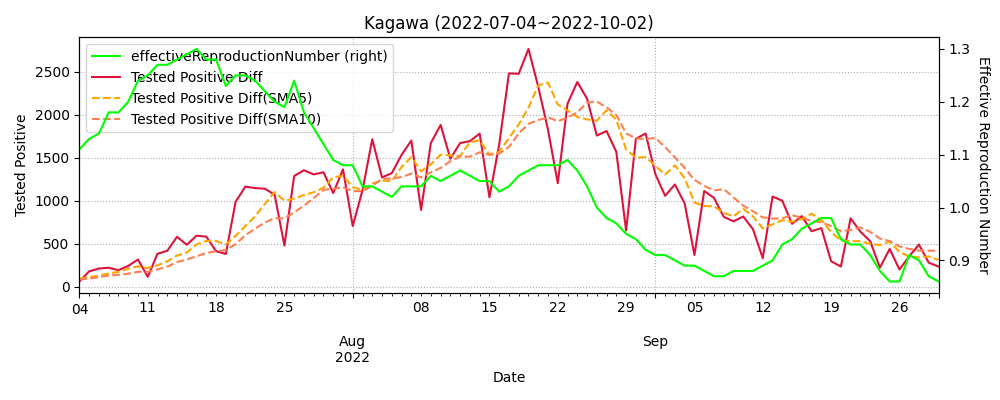 Kagawa (2022-07-04~2022-10-02)
effectiveReproductionNumber (right)
Tested Positive Diff
Tested Positive Diff(SMA5)
Tested Positive Diff(SMA10)
Tested Positive
2500
2000
1500
1000
500
0
1.3
1.2
1.1
1.0
0.9
Effective Reproduction Number
04 11 18 25 08 15 22 29 05 12 19 26
Aug Sep
2022
Date